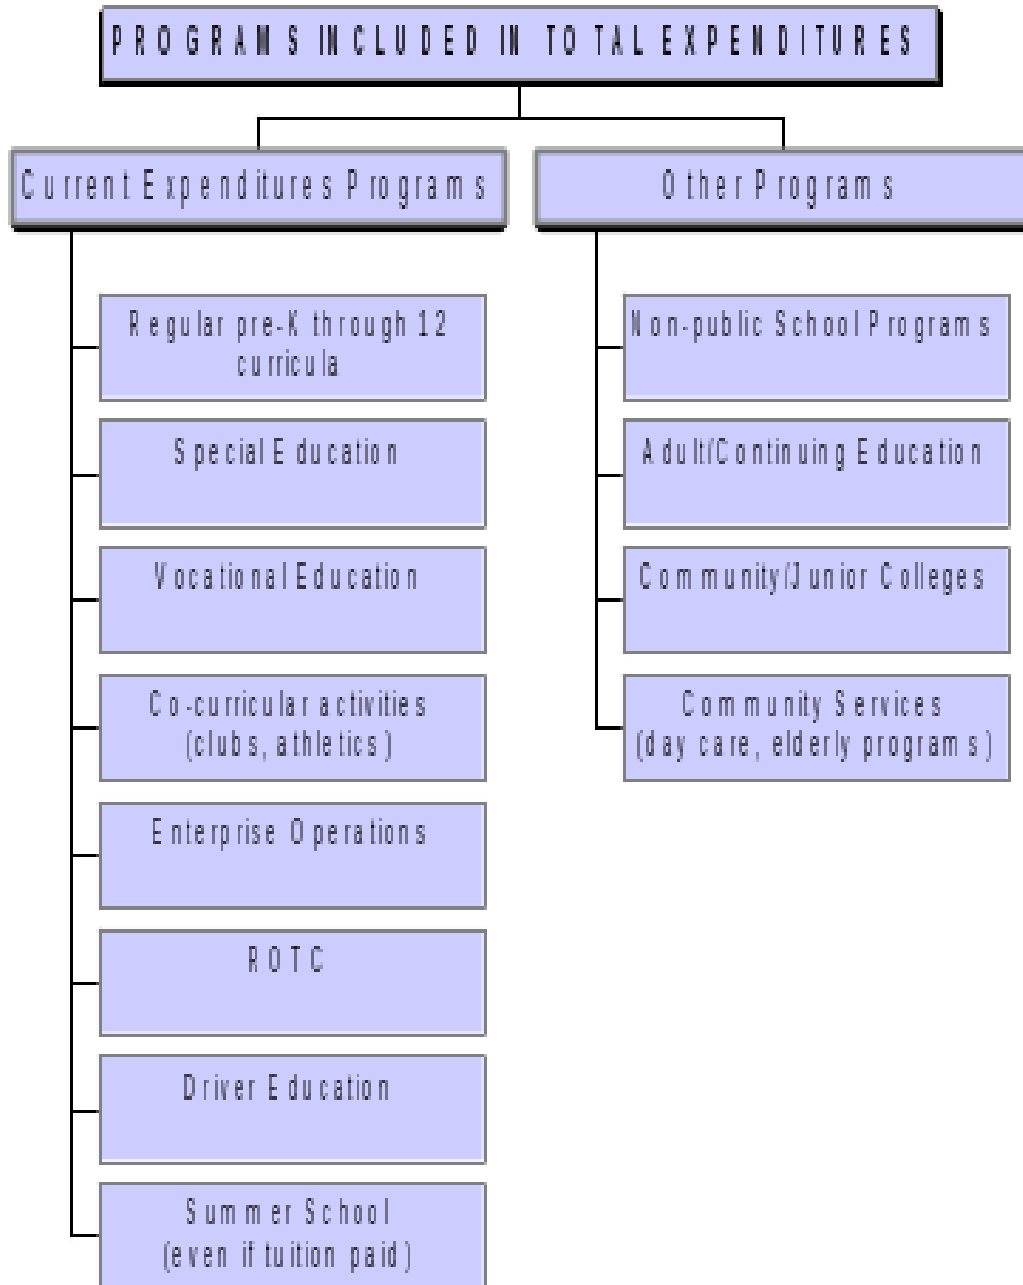 PROGRAMS INCLUDED IN TOTAL EXPENDITURES
Current Expenditures Programs
Other Programs
Regular pre-K through 12
curricula
Special Education
Vocational Education
Co-curricular activities
(clubs, athletics)
Enterprise Operations
ROTC
Driver Education
Summer School
(even if tuition paid)
Non-public School Programs
Adult/Continuing Education
Community/Junior Colleges
Community Services
(day care, elderly programs)